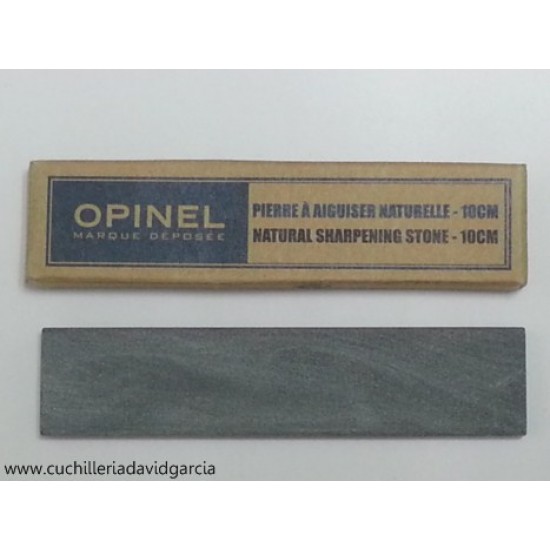 OPINEL
MARQUE DÉPOSÉE
PIERRE À AIGUISER NATURELLE - 10CM
NATURAL SHARPENING STONE - 10CM
www.cuchilleriadavidgarcia